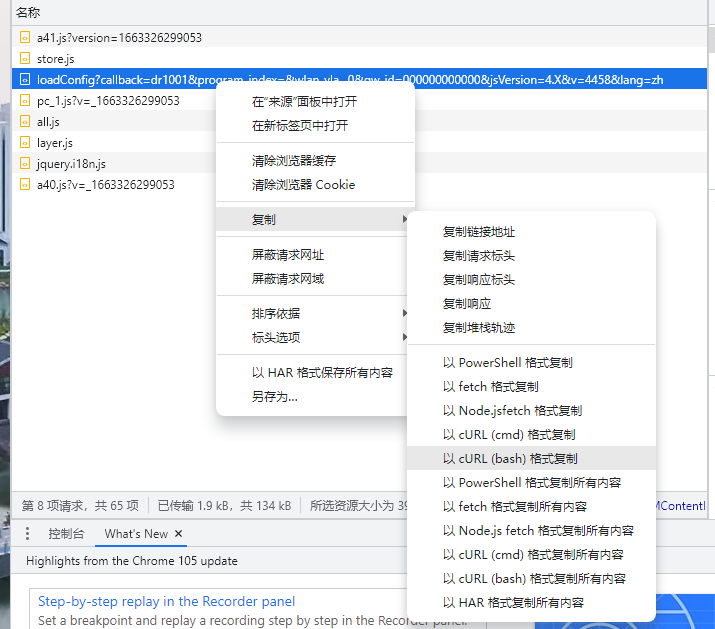 名称
a41.js?version=1663326299053
store.js
loadConfig?callback=dr1001&program_index=&wlan_vla...0&gw_id=000000000000&jsVersion=4.X&v=4458&lang=zh
pc_1.js?v=_1663326299053
all.js
layer.js
jquery.i18n.js
a40.js?v=_1663326299053
在“来源”面板中打开
在新标签页中打开
清除浏览器缓存
清除浏览器 Cookie
复制
屏蔽请求网址
屏蔽请求网域
排序依据
标头选项
以 HAR 格式保存所有内容
另存为...
复制链接地址
复制请求标头
复制响应标头
复制响应
复制堆栈轨迹
以 PowerShell 格式复制
以 fetch 格式复制
以 Node.jsfetch 格式复制
以 cURL (cmd) 格式复制
以 cURL (bash) 格式复制
以 PowerShell 格式复制所有内容
以 fetch 格式复制所有内容
以 Node.js fetch 格式复制所有内容
以 cURL (cmd) 格式复制所有内容
以 cURL (bash) 格式复制所有内容
以 HAR 格式复制所有内容
第 8 项请求，共 65 项
已传输 1.9 kB，共 134 kB
所选资源大小为 39
MContentl
控制台
What's New ✕
Highlights from the Chrome 105 update
Step-by-step replay in the Recorder panel
Set a breakpoint and replay a recording step by step in the Recorder panel.